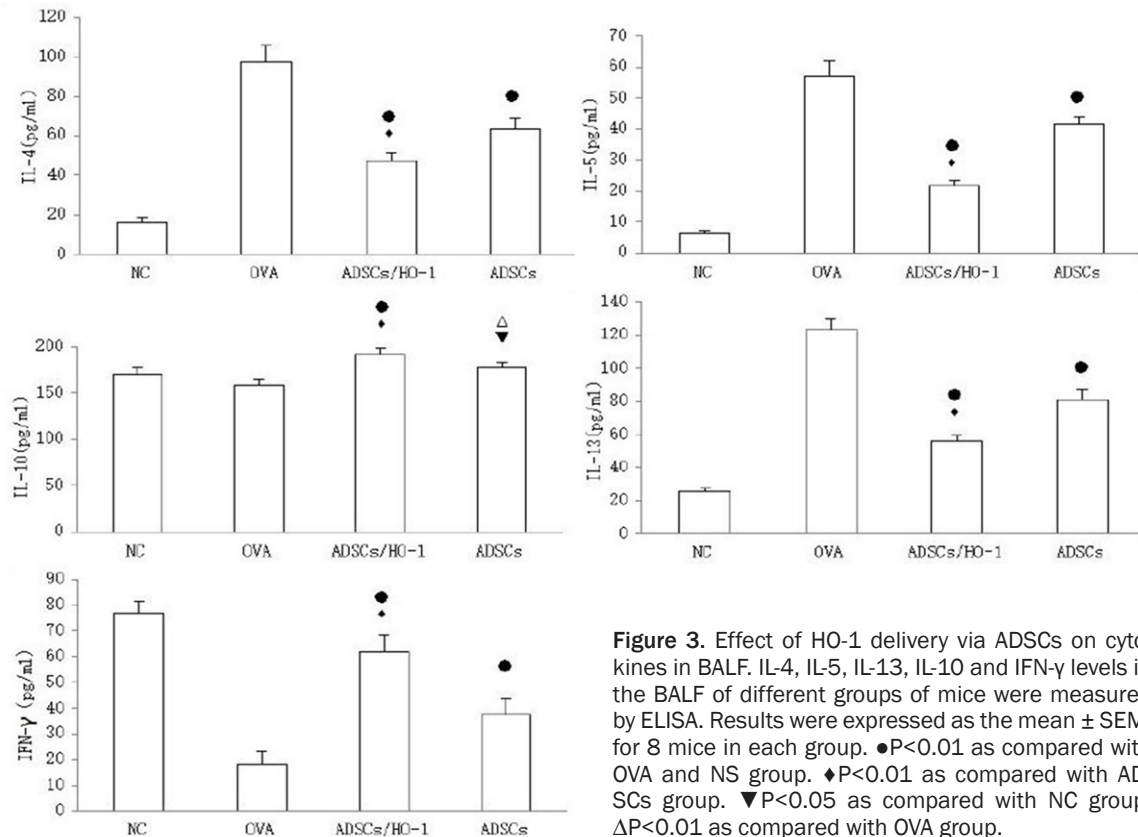 120
100
80
60
40
20
0
IL-4(pg/ml)
NC OVA ADSCs/HO-1 ADSCs
70
60
50
40
30
20
10
0
IL-5(pg/ml)
NC OVA ADSCs/HO-1 ADSCs
200
150
100
50
0
IL-10(pg/ml)
NC OVA ADSCs/HO-1 ADSCs
140
120
100
80
60
40
20
0
IL-13(pg/ml)
NC OVA ADSCs/HO-1 ADSCs
90
80
70
60
50
40
30
20
10
0
IFN-γ (pg/ml)
NC OVA ADSCs/HO-1 ADSCs
Figure 3. Effect of HO-1 delivery via ADSCs on cyto
kines in BALF. IL-4, IL-5, IL-13, IL-10 and IFN-γ levels i
the BALF of different groups of mice were measure
by ELISA. Results were expressed as the mean ± SEM
for 8 mice in each group. ●P<0.01 as compared with
OVA and NS group. ♦P<0.01 as compared with AD
SCs group. ▼P<0.05 as compared with NC group
ΔP<0.01 as compared with OVA group.